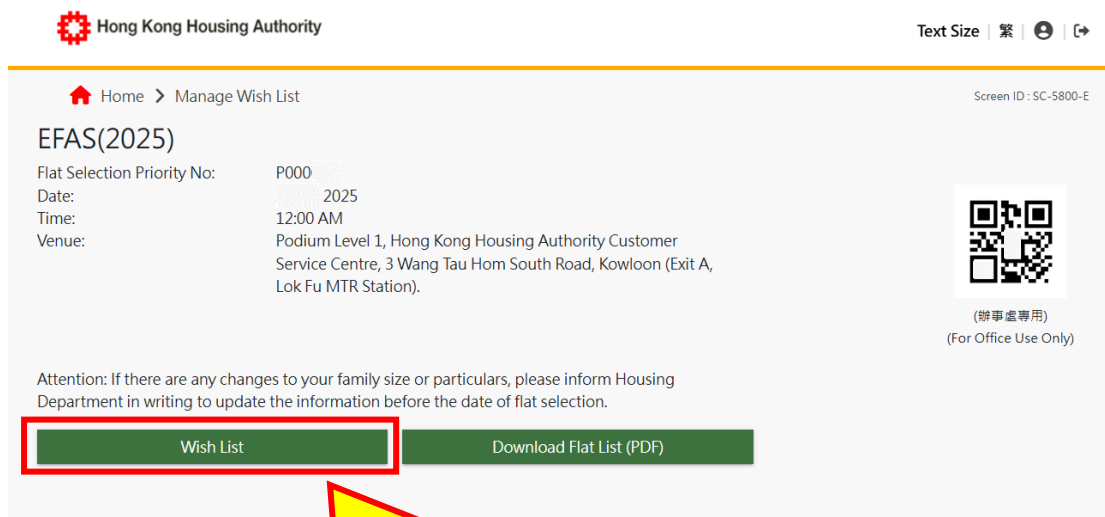 Hong Kong Housing Authority
Text Size | 繁
Home > Manage Wish List
Screen ID : SC-5800-E
EFAS(2025)
Flat Selection Priority No: P000
Date: 2025
Time: 12:00 AM
Venue: Podium Level 1, Hong Kong Housing Authority Customer
Service Centre, 3 Wang Tau Hom South Road, Kowloon (Exit A,
Lok Fu MTR Station).
(辦事處專用)
(For Office Use Only)
Attention: If there are any changes to your family size or particulars, please inform Housing
Department in writing to update the information before the date of flat selection.
Wish List
Download Flat List (PDF)